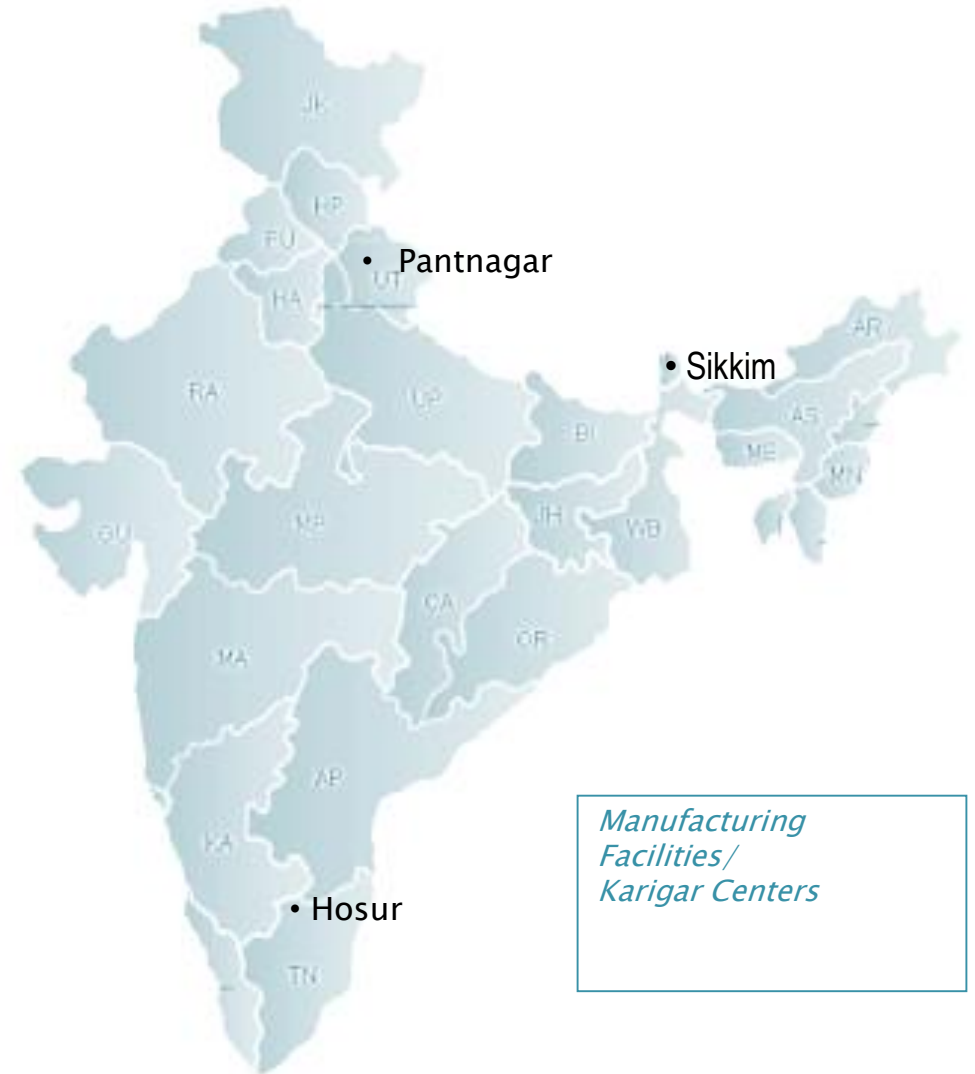 JK
HP
PU
• Pantnagar
UT
HA
AR
• Sikkim
RA
UP
AS
BI
ME
MN
GU
MP
JH
WB
CA
OR
MA
AP
Manufacturing
Facilities/
Karigar Centers
KA
• Hosur
TN